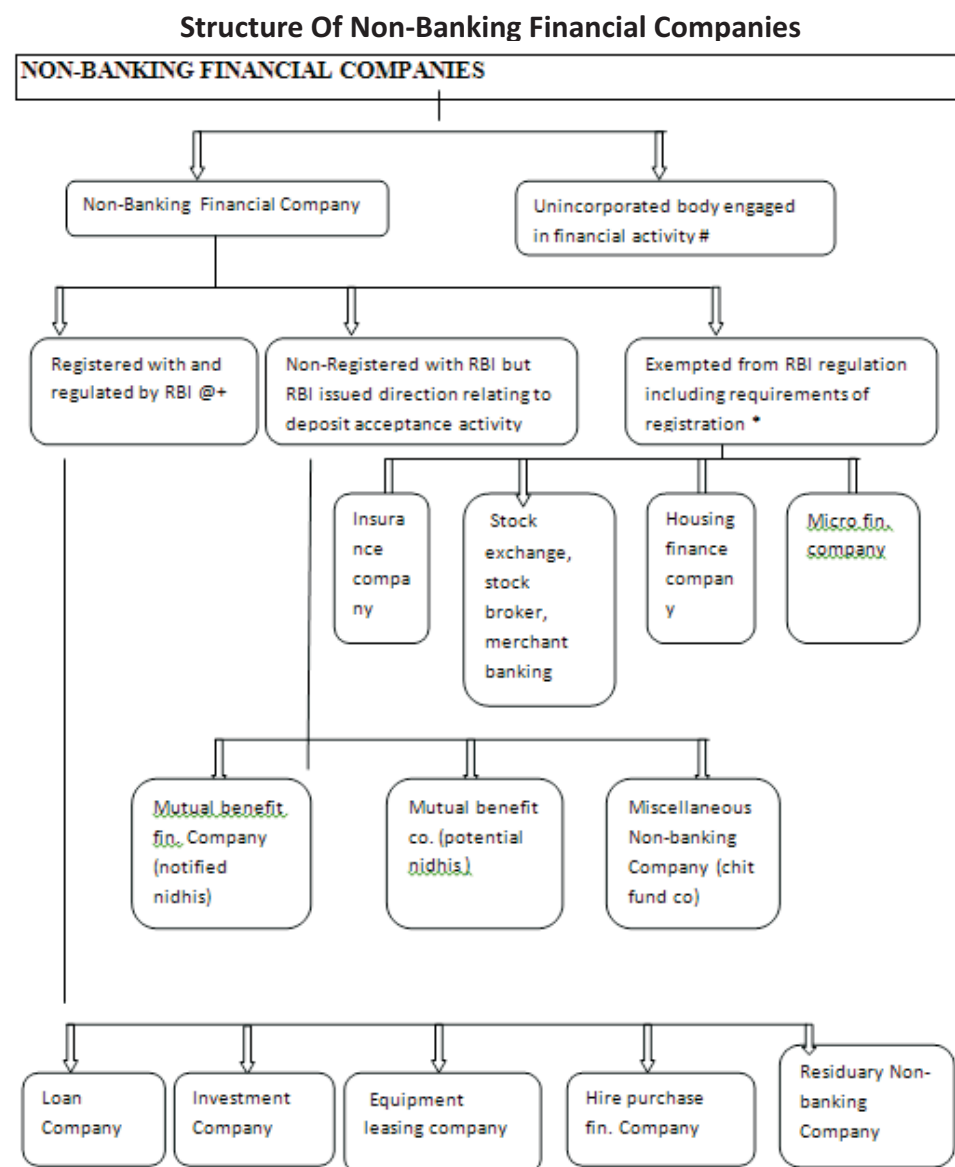 Structure Of Non-Banking Financial Companies
NON-BANKING FINANCIAL COMPANIES
Non-Banking Financial Company
Unincorporated body engaged
in financial activity #
Registered with and
regulated by RBI @+
Non-Registered with RBI but
RBI issued direction relating to
deposit acceptance activity
Exempted from RBI regulation
including requirements of
registration *
Insura
nce
compa
ny
Stock
exchange,
stock
broker,
merchant
banking
Housing
finance
compan
y
Micro fin.
company
Mutual benefit
fin. Company
(notified
nidhis)
Mutual benefit
co. (potential
nidhis)
Miscellaneous
Non-banking
Company (chit
fund co)
Loan
Company
Investment
Company
Equipment
leasing company
Hire purchase
fin. Company
Residuary Non-
banking
Company